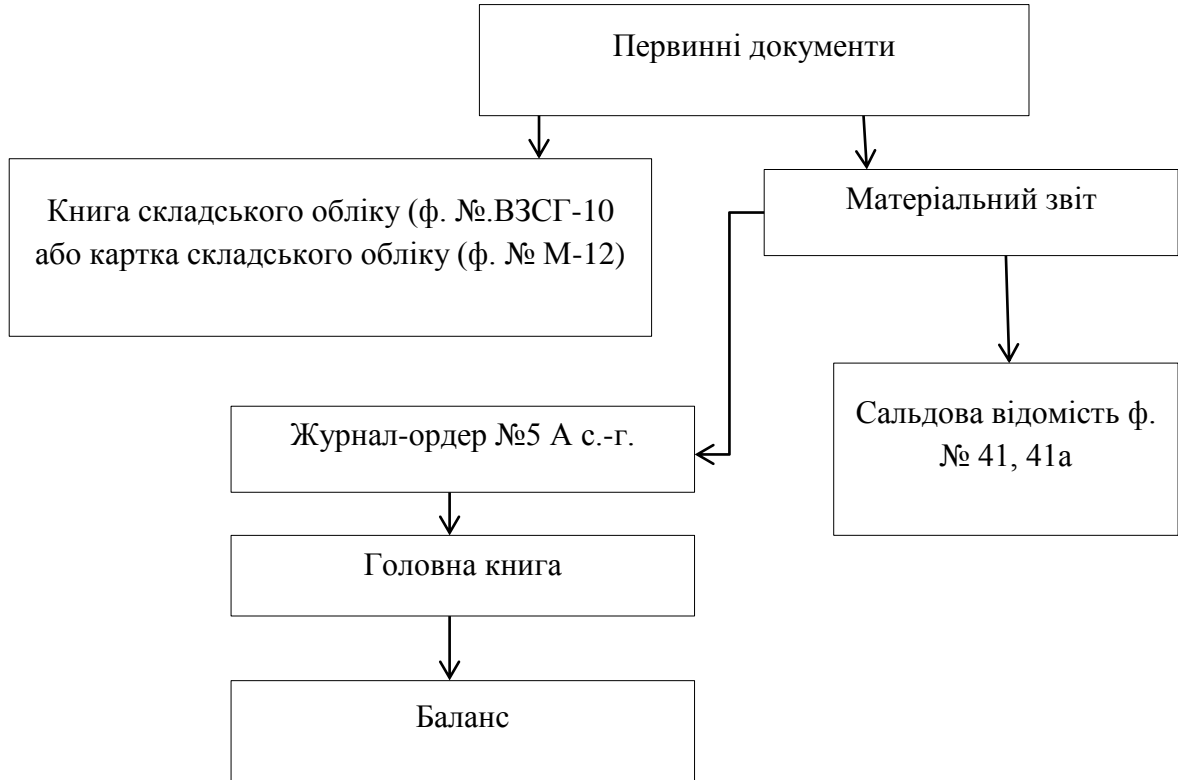 Первинні документи
Книга складського обліку (ф. №.ВЗСГ-10
або картка складського обліку (ф. № М-12)
Матеріальний звіт
Сальдова відомість ф.
№ 41, 41а
Журнал-ордер №5 А с.-г.
Головна книга
Баланс